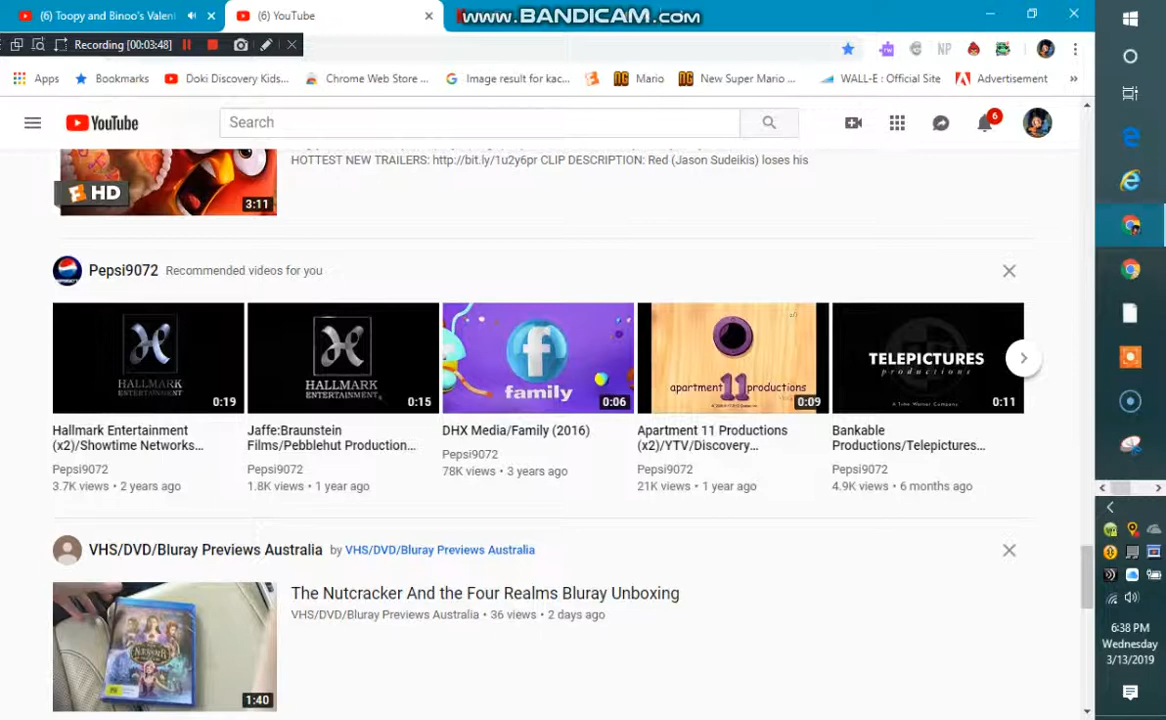 (6) Toopy and Binoo's Valen
(6) YouTube
www.BANDICAM.com
Recording [00:03:48]
NP
Apps
Bookmarks
Doki Discovery Kids...
Chrome Web Store ...
Image result for kac...
Mario
New Super Mario ...
WALL-E : Official Site
Advertisement
»
YouTube
Search
6
HOTTEST NEW TRAILERS: http://bit.ly/1u2y6pr CLIP DESCRIPTION: Red (Jason Sudeikis) loses his
HD
3:11
Pepsi9072 Recommended videos for you
HALLMARK
ENTERTAINMENT
0:19
HALLMARK
ENTERTAINMENT
0:15
f
family
0:06
apartment 11 productions
0:09
TELEPICTURES
productions
A Time Warner Company
0:11
Hallmark Entertainment
(x2)/Showtime Networks...
Pepsi9072
3.7K views • 2 years ago
Jaffe:Braunstein
Films/Pebblehut Production...
Pepsi9072
1.8K views • 1 year ago
DHX Media/Family (2016)
Pepsi9072
78K views • 3 years ago
Apartment 11 Productions
(x2)/YTV/Discovery...
Pepsi9072
21K views • 1 year ago
Bankable
Productions/Telepictures...
Pepsi9072
4.9K views • 6 months ago
VHS/DVD/Bluray Previews Australia by VHS/DVD/Bluray Previews Australia
The Nutcracker And the Four Realms Bluray Unboxing
VHS/DVD/Bluray Previews Australia • 36 views • 2 days ago
1:40
6:38 PM
Wednesday
3/13/2019